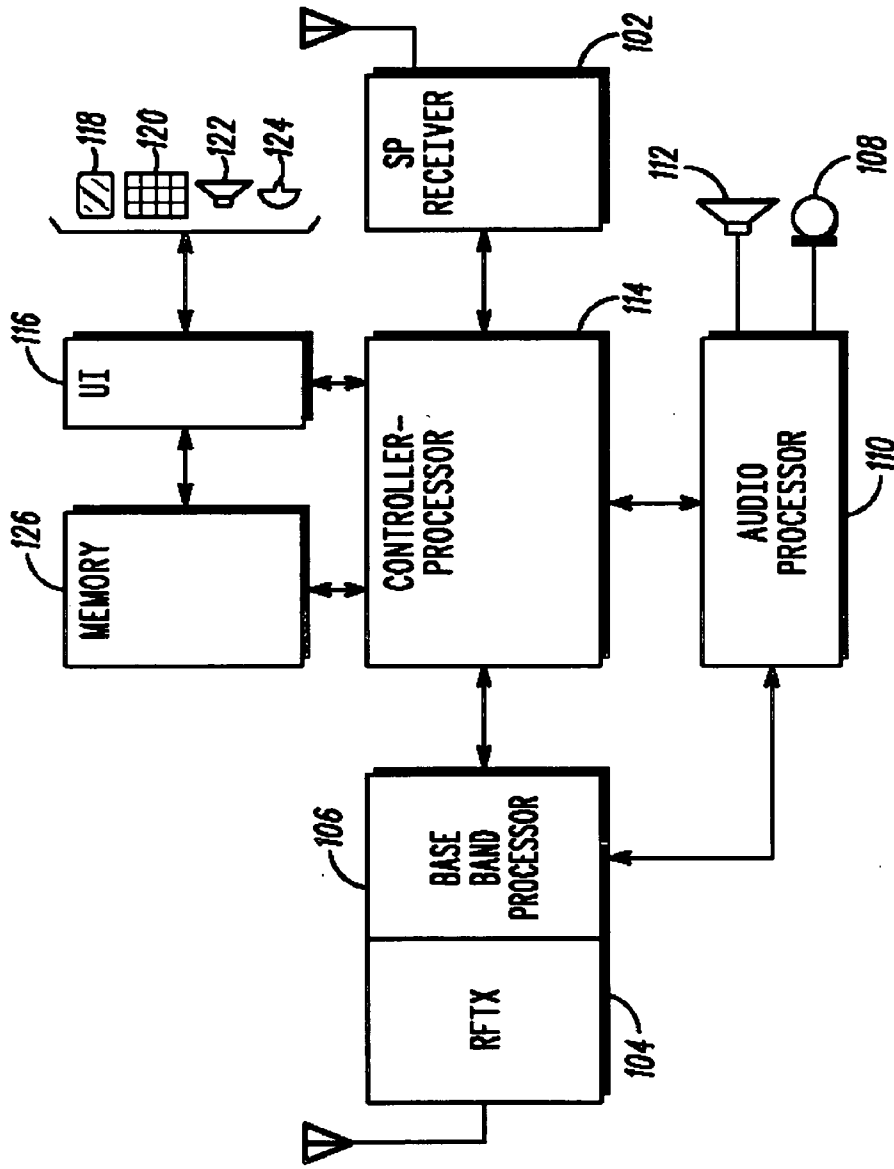 118
120
122
124
116
UI
126
MEMORY
SP
RECEIVER
102
CONTROLLER-
PROCESSOR
114
106
BASE
BAND
PROCESSOR
RFTX
104
AUDIO
PROCESSOR
110
112
108